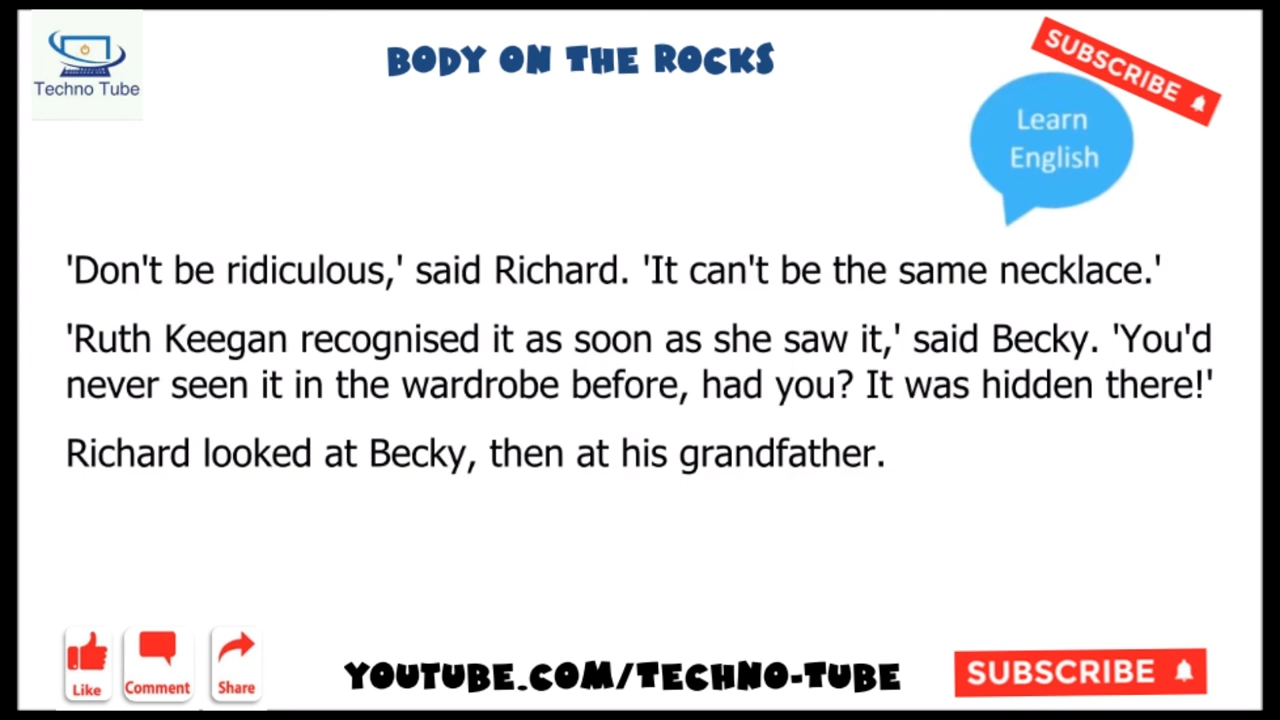 BODY ON THE ROCKS
SUBSCRIBE
Techno Tube
Learn
English
'Don't be ridiculous,' said Richard. 'It can't be the same necklace.'
'Ruth Keegan recognised it as soon as she saw it,' said Becky. 'You'd
never seen it in the wardrobe before, had you? It was hidden there!'
Richard looked at Becky, then at his grandfather.
Like
Comment
Share
YOUTUBE.COM/TECHNO-TUBE
SUBSCRIBE